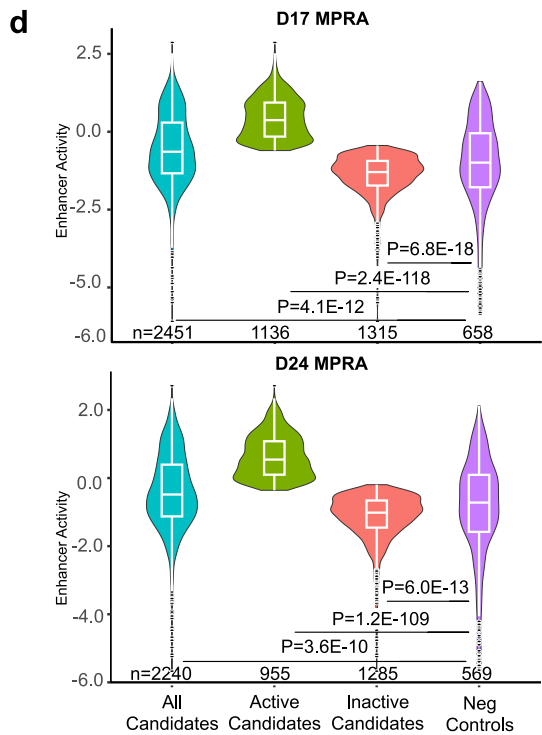 d
D17 MPRA
Enhancer Activity
2.5
0.0
-2.5
-5.0
-6.0
P=6.8E-18
P=2.4E-118
P=4.1E-12
n=2451 1136 1315 658
D24 MPRA
Enhancer Activity
2.0
0.0
-2.0
-4.0
-6.0
P=6.0E-13
P=1.2E-109
P=3.6E-10
n=2240 955 1285 569
All Candidates
Active Candidates
Inactive Candidates
Neg Controls